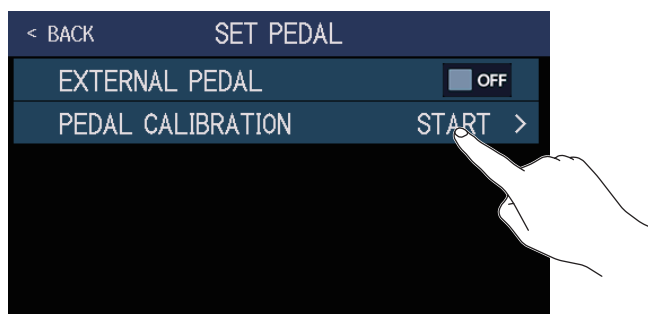 < BACK SET PEDAL
EXTERNAL PEDAL OFF
PEDAL CALIBRATION START >